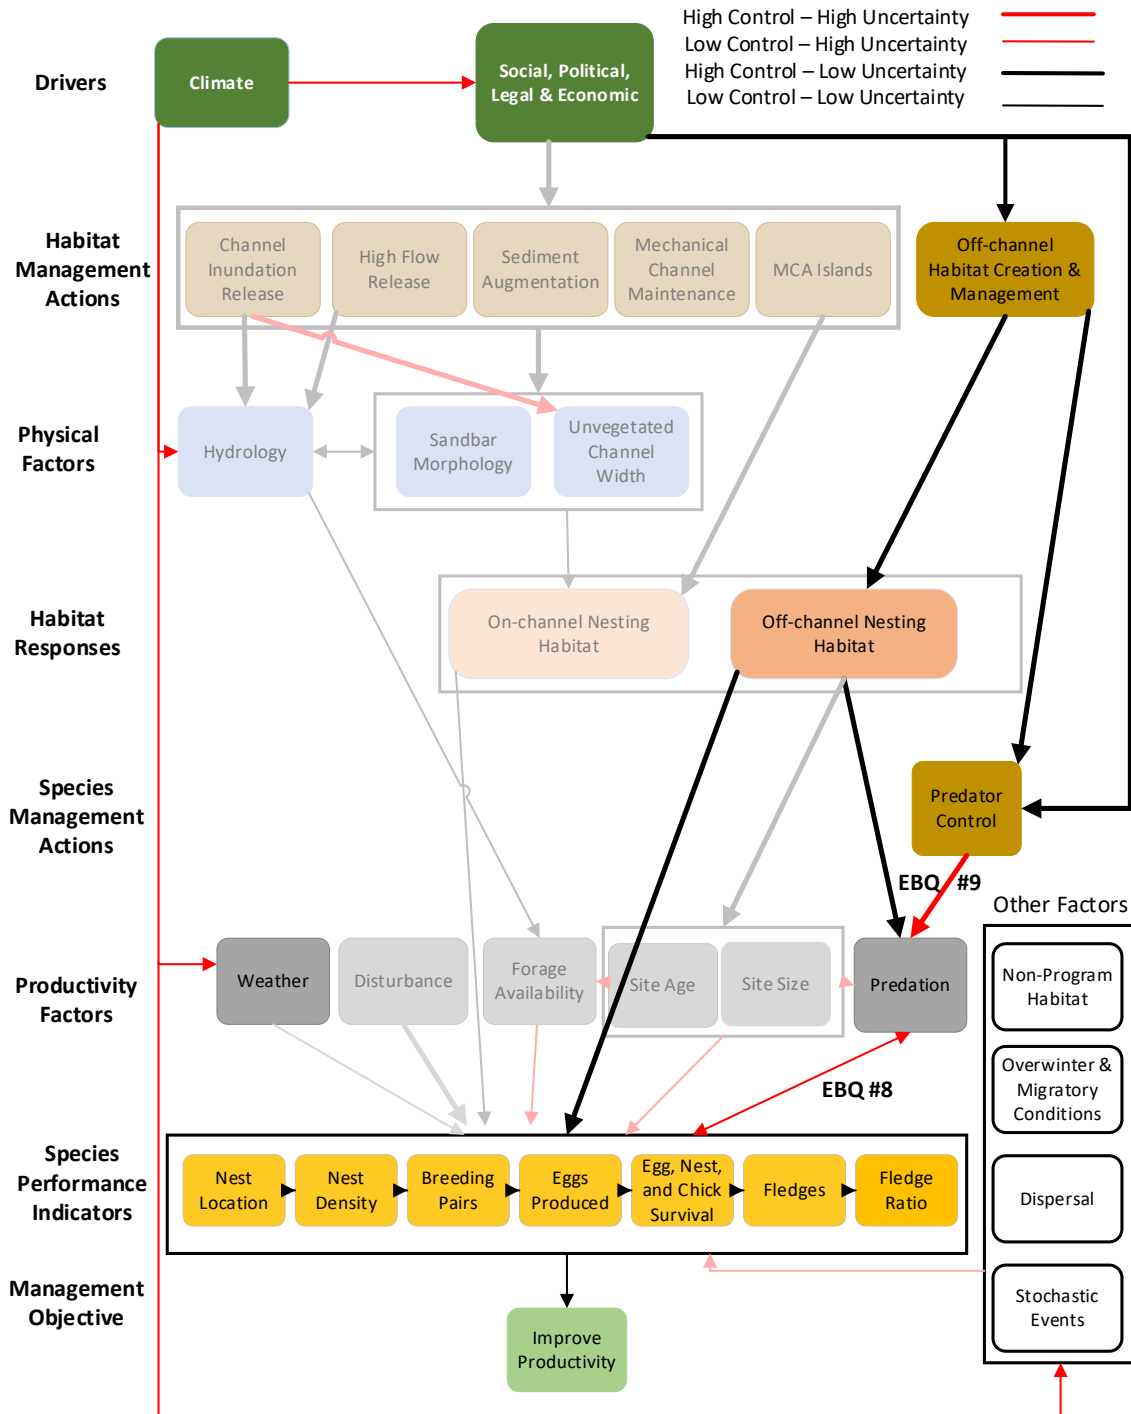 High Control – High Uncertainty
Low Control – High Uncertainty
High Control – Low Uncertainty
Low Control – Low Uncertainty
Drivers
Climate
Social, Political,
Legal & Economic
Habitat
Management
Actions
Channel
Inundation
Release
High Flow
Release
Sediment
Augmentation
Mechanical
Channel
Maintenance
MCA Islands
Off-channel
Habitat Creation &
Management
Physical
Factors
Hydrology
Sandbar
Morphology
Unvegetated
Channel
Width
Habitat
Responses
On-channel Nesting
Habitat
Off-channel Nesting
Habitat
Species
Management
Actions
Predator
Control
EBQ #9
Other Factors
Productivity
Factors
Weather
Disturbance
Forage
Availability
Site Age
Site Size
Predation
Non-Program
Habitat
Overwinter &
Migratory
Conditions
Dispersal
Stochastic
Events
EBQ #8
Species
Performance
Indicators
Nest
Location
Nest
Density
Breeding
Pairs
Eggs
Produced
Egg, Nest,
and Chick
Survival
Fledges
Fledge
Ratio
Management
Objective
Improve
Productivity